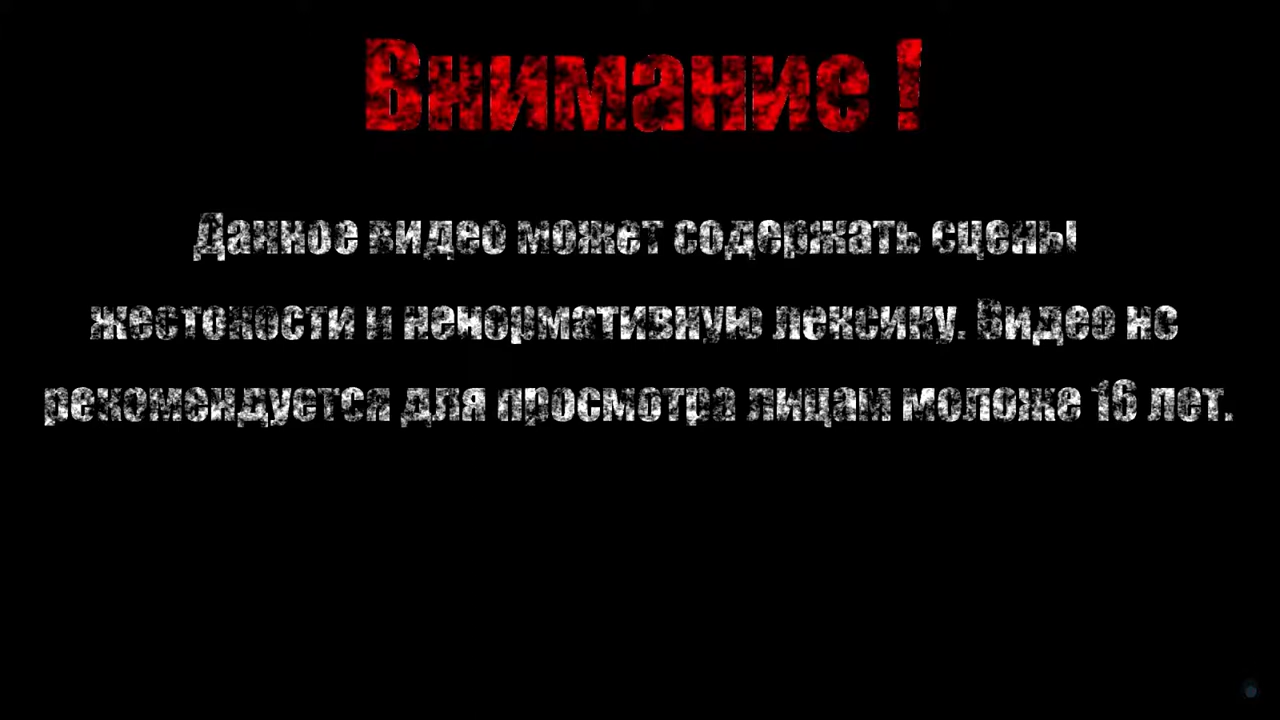 Внимание !
Данное видео может содержать сцены
жестокости и ненормативную лексику. Видео не
рекомендуется для просмотра лицам моложе 16 лет.